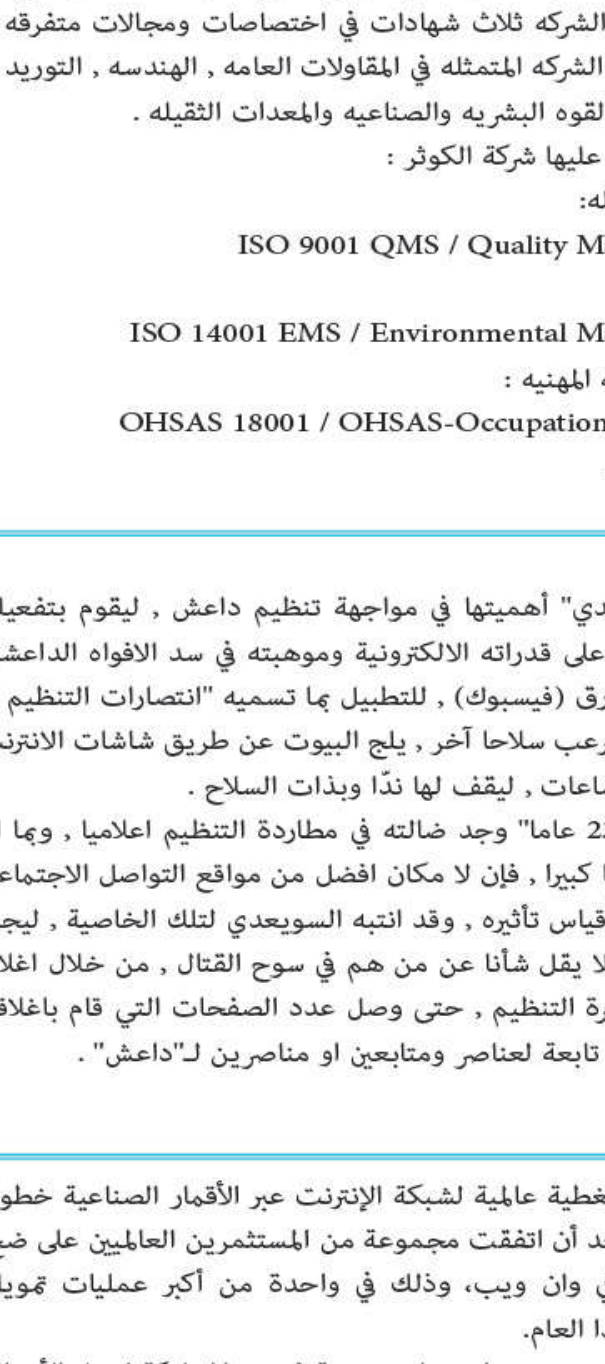 الشركه ثلاث شهادات في اختصاصات ومجالات متفرقه
الشركه المتمثله في المقاولات العامه , الهندسه , التوريد
القوه البشريه والصناعيه والمعدات الثقيله .
عليها شركة الكوثر :
له:
ISO 9001 QMS / Quality M
ISO 14001 EMS / Environmental M
ه المهنيه :
OHSAS 18001 / OHSAS-Occupation
دي" أهميتها في مواجهة تنظيم داعش , ليقوم بتفعيل
على قدراته الالكترونية وموهبته في سد الافواه الداعش
رق (فيسبوك) , للتطبيل بما تسميه "انتصارات التنظيم
رعب سلاحا آخر , يلج البيوت عن طريق شاشات الانترنت
اعات , ليقف لها ندّا وبذات السلاح .
2 عاما" وجد ضالته في مطاردة التنظيم اعلاميا , وبما ا
ا كبيرا , فإن لا مكان افضل من مواقع التواصل الاجتماع
قياس تأثيره , وقد انتبه السويعدي لتلك الخاصية , ليج
لا يقل شأنا عن من هم في سوح القتال , من خلال اغلا
رة التنظيم , حتى وصل عدد الصفحات التي قام باغلاق
تابعة لعناصر ومتابعين او مناصرين لـ"داعش" .
غطية عالمية لشبكة الإنترنت عبر الأقمار الصناعية خطو
عد أن اتفقت مجموعة من المستثمرين العالميين على ضخ
ي وان ويب، وذلك في واحدة من أكبر عمليات تمويل
ذا العام.